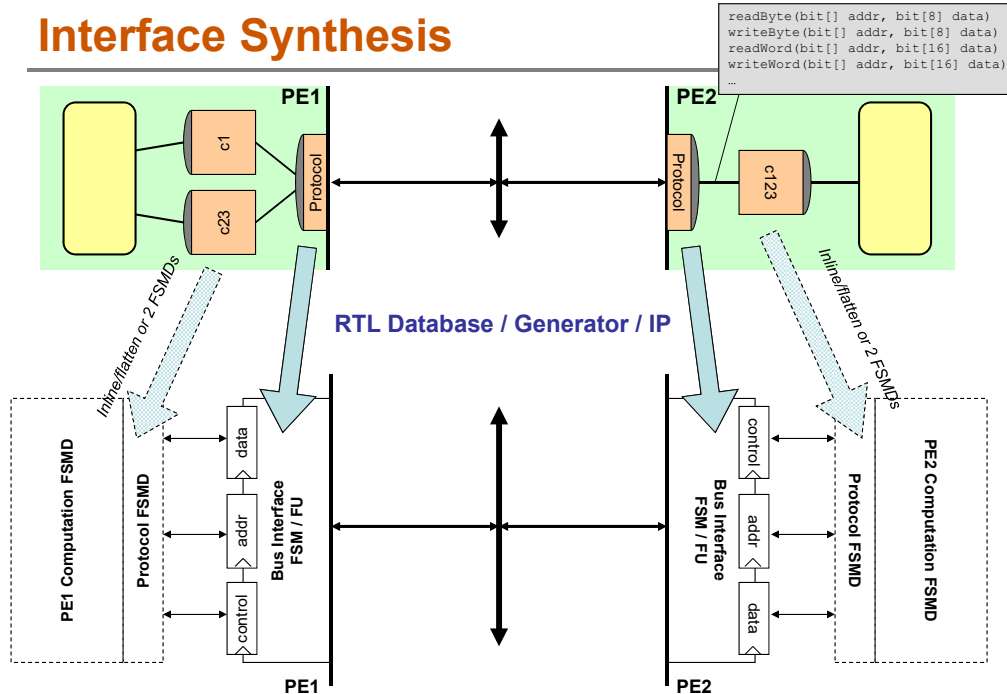 Interface Synthesis
readByte(bit[] addr, bit[8] data)
writeByte(bit[] addr, bit[8] data)
readWord(bit[] addr, bit[16] data)
writeWord(bit[] addr, bit[16] data)
…
PE1
PE2
c1
c23
Protocol
Protocol
c123
Inline/flatten or 2 FSMDs
RTL Database / Generator / IP
Inline/flatten or 2 FSMDs
PE1 Computation FSMD
Protocol FSMD
data
addr
control
Bus Interface
FSM / FU
Bus Interface
FSM / FU
control
addr
data
Protocol FSMD
PE2 Computation FSMD
PE1
PE2